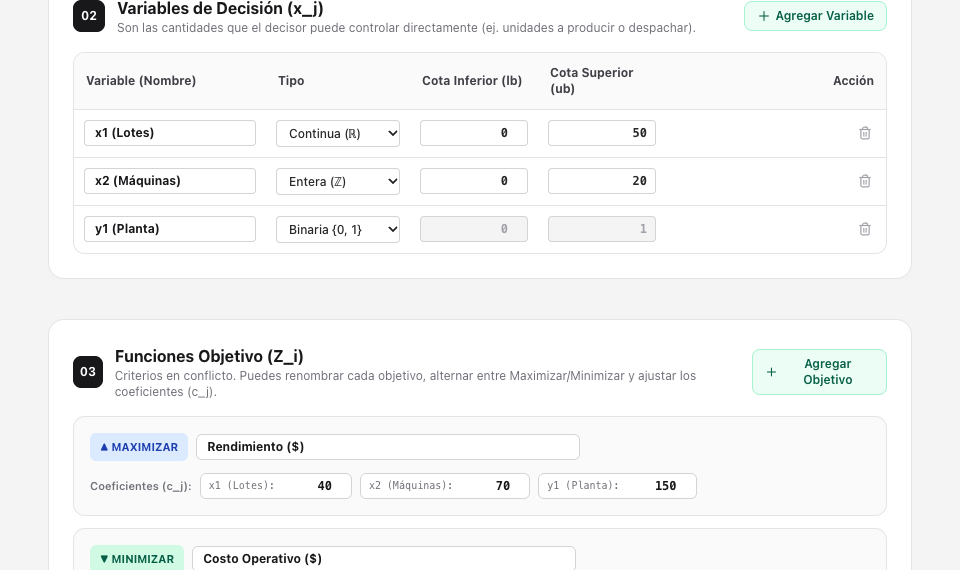 02
Variables de Decisión (x_j)
Son las cantidades que el decisor puede controlar directamente (ej. unidades a producir o despachar).
+ Agregar Variable
Variable (Nombre) Tipo Cota Inferior (lb) Cota Superior (ub) Acción
x1 (Lotes) Continua (ℝ) 0 50
x2 (Máquinas) Entera (ℤ) 0 20
y1 (Planta) Binaria {0, 1} 0 1
03
Funciones Objetivo (Z_i)
Criterios en conflicto. Puedes renombrar cada objetivo, alternar entre Maximizar/Minimizar y ajustar los
coeficientes (c_j).
+ Agregar
Objetivo
▲ MAXIMIZAR Rendimiento ($)
Coeficientes (c_j): x1 (Lotes): 40 x2 (Máquinas): 70 y1 (Planta): 150
▼ MINIMIZAR Costo Operativo ($)